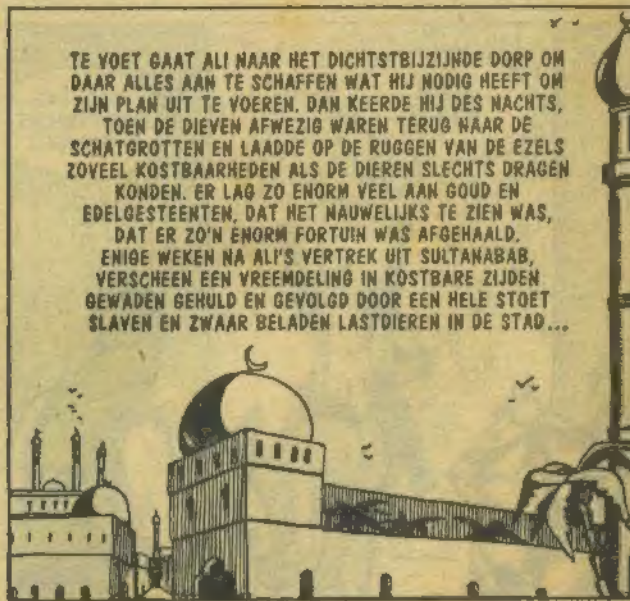 TE VOET GAAT ALI NAAR HET DICHTSTBIJZIJNDE DORP OM
DAAR ALLES AAN TE SCHAFFEN WAT HIJ NODIG HEEFT OM
ZIJN PLAN UIT TE VOEREN. DAN KEERDE HIJ DES NACHTS,
TOEN DE DIEVEN AFWEZIG WAREN TERUG NAAR DE
SCHATGROTTEN EN LAADDE OP DE RUGGEN VAN DE EZELS
ZOVEEL KOSTBAARHEDEN ALS DE DIEREN SLECHTS DRAGEN
KONDEN. ER LAG ZO ENORM VEEL AAN GOUD EN
EDELGESTEENTEN, DAT HET NAUWELIJKS TE ZIEN WAS,
DAT ER ZO'N ENORM FORTUIN WAS AFGEHAALD.
ENIGE WEKEN NA ALI'S VERTREK UIT SULTANABAB,
VERSCHEEN EEN VREEMDELING IN KOSTBARE ZIJDEN
GEWADEN GEHULD EN GEVOLGD DOOR EEN HELE STOET
SLAVEN EN ZWAAR BELADEN LASTDIEREN IN DE STAD...